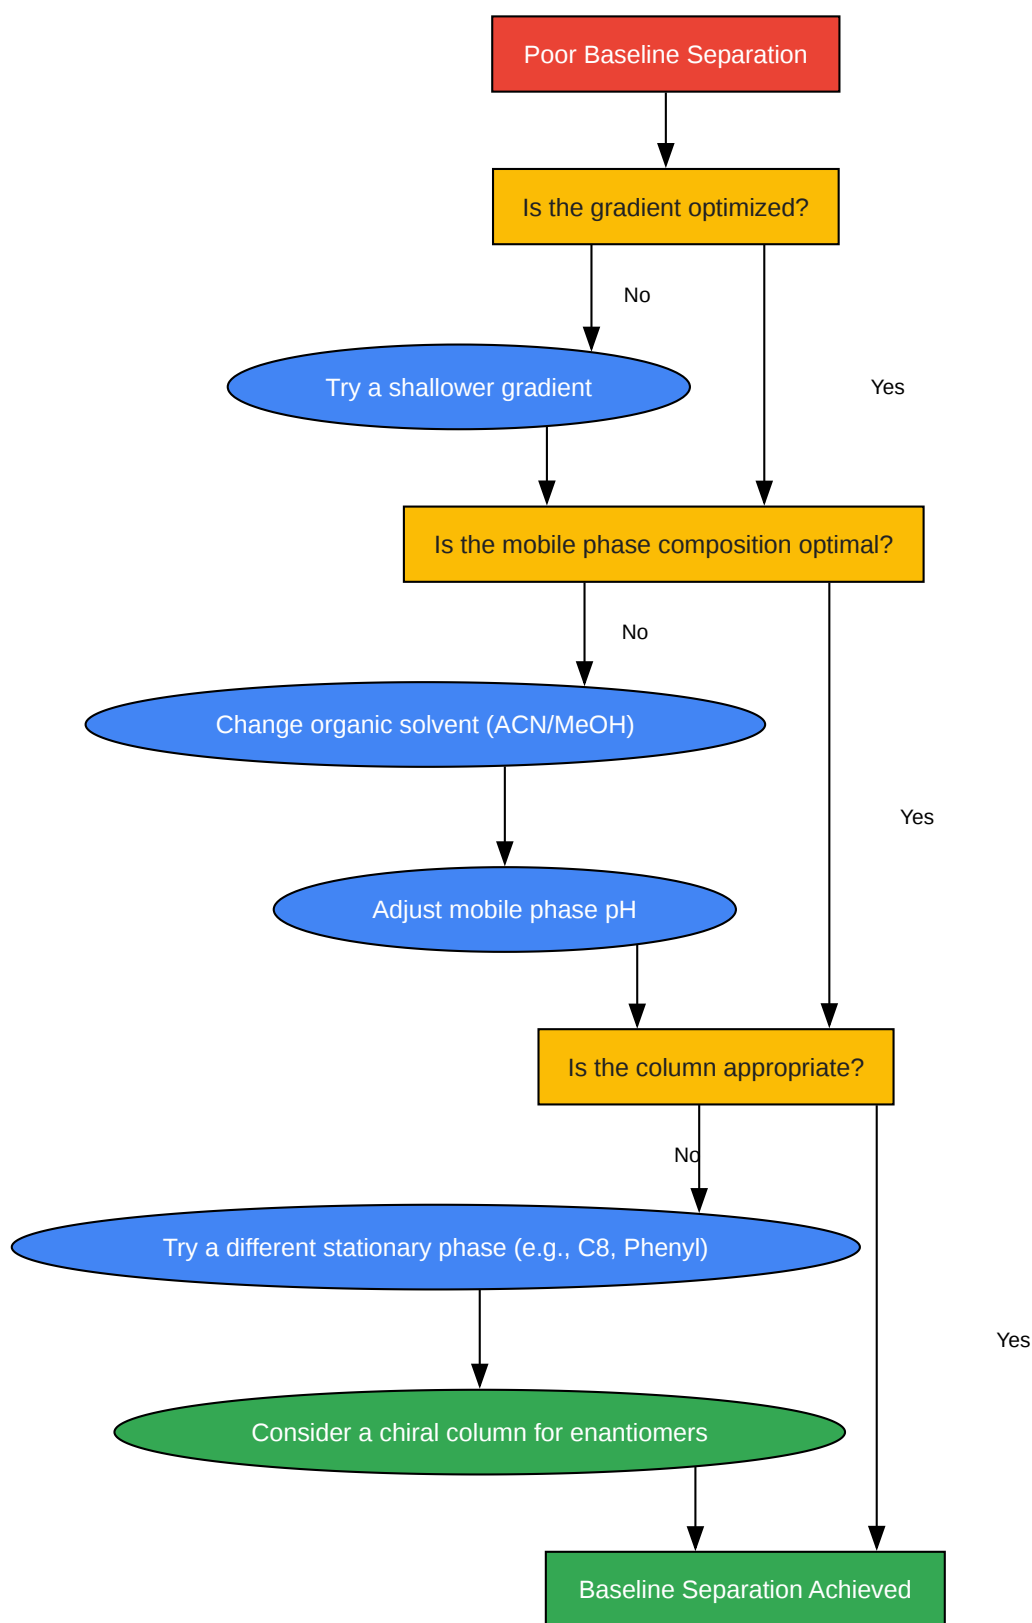 Poor Baseline Separation
Is the gradient optimized?
No
Try a shallower gradient
Yes
Is the mobile phase composition optimal?
No
Change organic solvent (ACN/MeOH)
Yes
Adjust mobile phase pH
Is the column appropriate?
No
Try a different stationary phase (e.g., C8, Phenyl)
Yes
Consider a chiral column for enantiomers
Baseline Separation Achieved